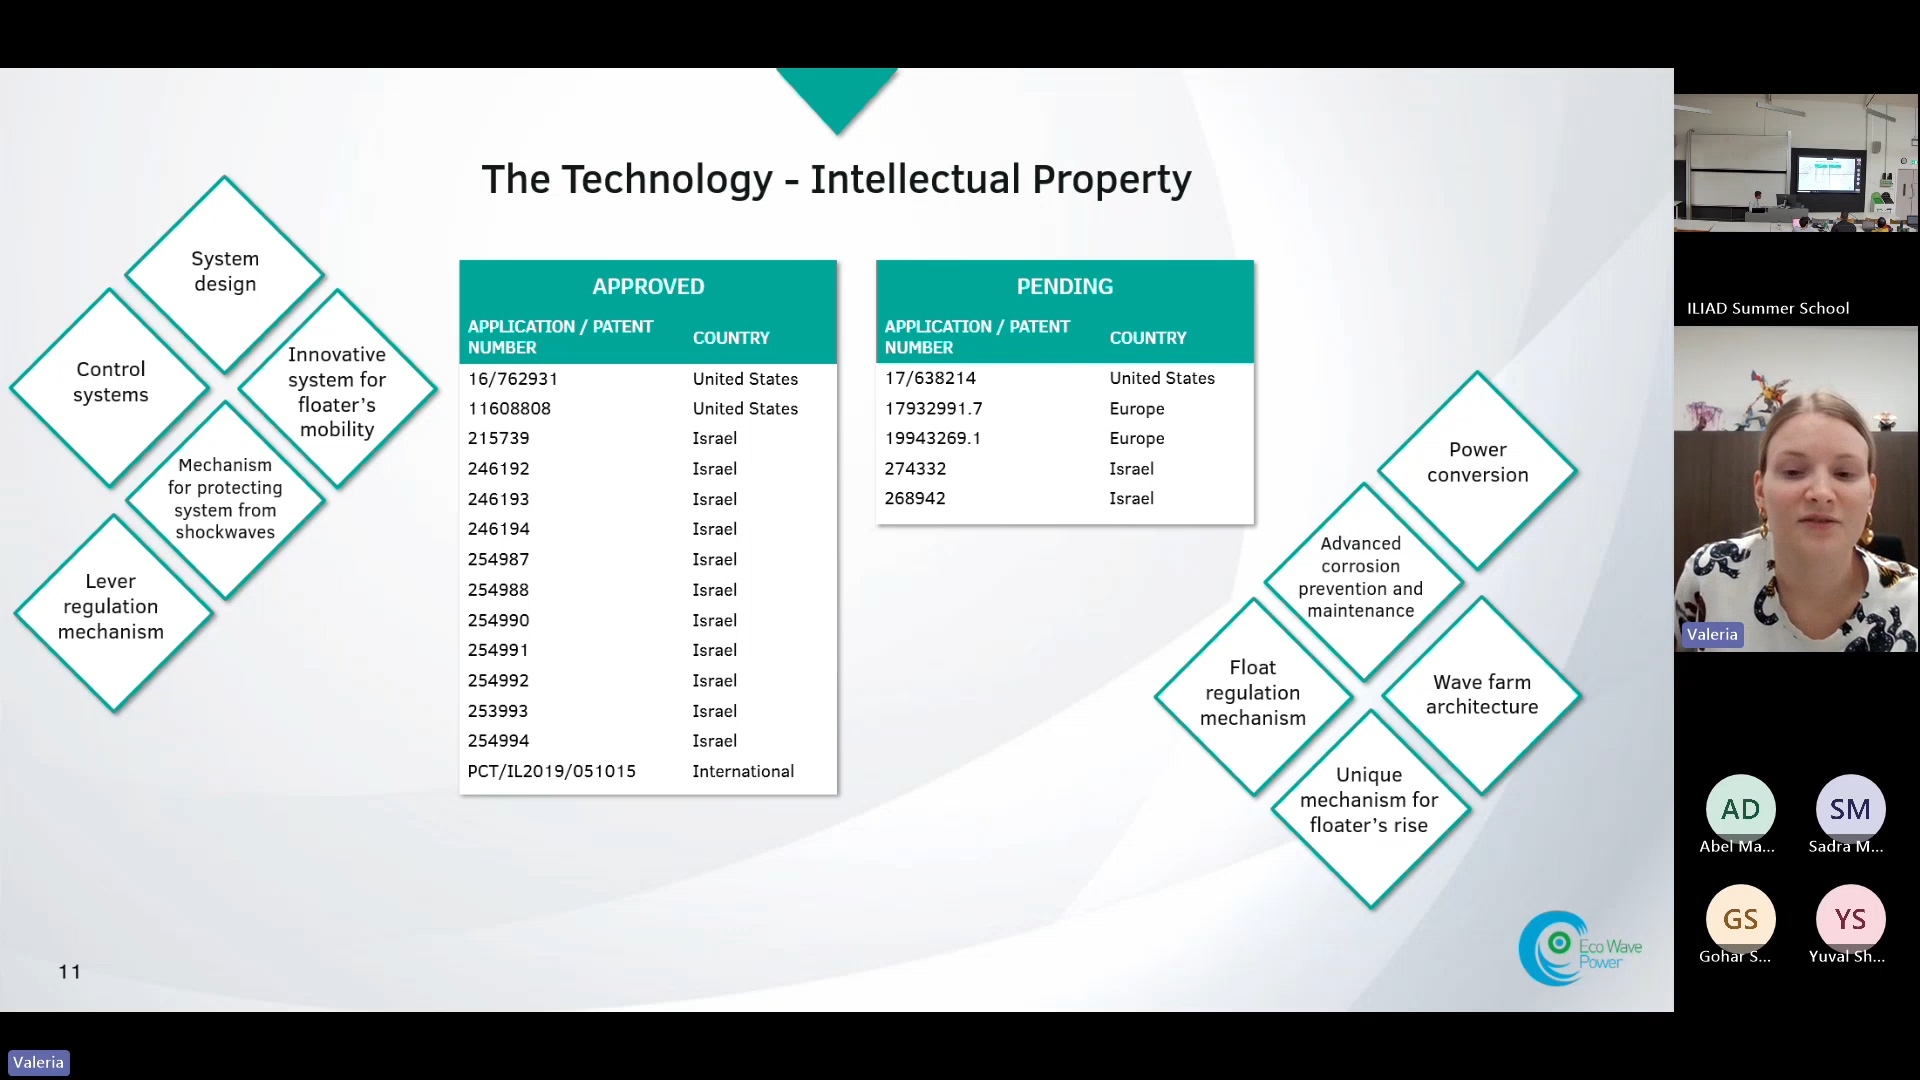 The Technology - Intellectual Property
System
design
Control
systems
Innovative
system for
floater's
mobility
Mechanism
for protecting
system from
shockwaves
Lever
regulation
mechanism
APPROVED
APPLICATION / PATENT
NUMBER
COUNTRY
16/762931 United States
11608808 United States
215739 Israel
246192 Israel
246193 Israel
246194 Israel
254987 Israel
254988 Israel
254990 Israel
254991 Israel
254992 Israel
253993 Israel
254994 Israel
PCT/IL2019/051015 International
PENDING
APPLICATION / PATENT
NUMBER
COUNTRY
17/638214 United States
17932991.7 Europe
19943269.1 Europe
274332 Israel
268942 Israel
Power
conversion
Advanced
corrosion
prevention and
maintenance
Float
regulation
mechanism
Wave farm
architecture
Unique
mechanism for
floater's rise
11
Eco Wave
Power
ILIAD Summer School
Valeria
AD
Abel Ma...
SM
Sadra M...
GS
Gohar S...
YS
Yuval Sh...
Valeria